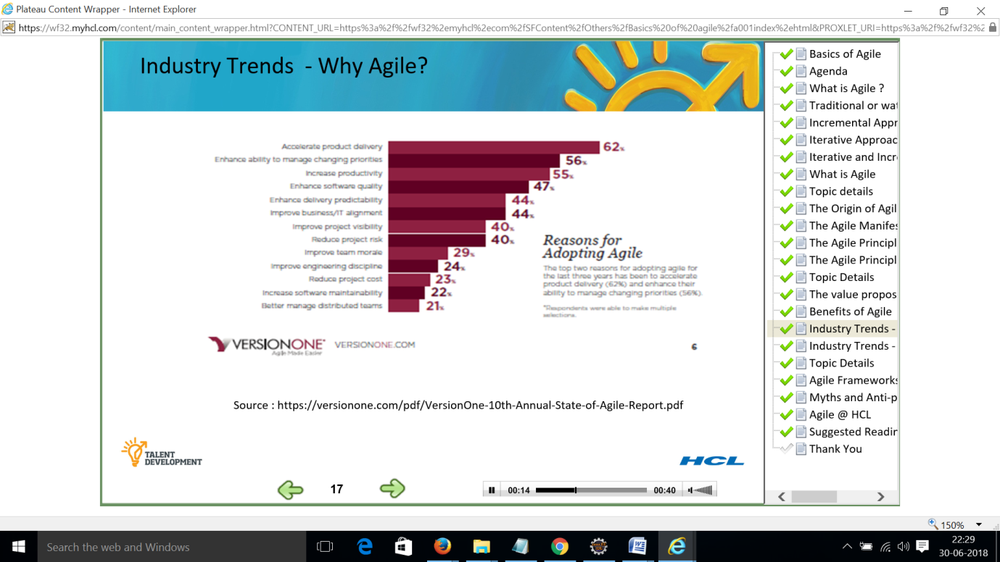 Plateau Content Wrapper - Internet Explorer
https://wf32.myhcl.com/content/main_content_wrapper.html?CONTENT_URL=https%3a%2f%2fwf32%2emyhcl%2ecom%2fSFContent%2fOthers%2fBasics%20of%20agile%2fa001index%2ehtml&PROXLET_URI=https%3a%2f%2fwf32%2
Industry Trends - Why Agile?
Accelerate product delivery 62%
Enhance ability to manage changing priorities 56%
Increase productivity 55%
Enhance software quality 47%
Enhance delivery predictability 44%
Improve business/IT alignment 44%
Improve project visibility 40%
Reduce project risk 40%
Improve team morale 29%
Improve engineering discipline 24%
Reduce project cost 23%
Increase software maintainability 22%
Better manage distributed teams 21%
Reasons for
Adopting Agile
The top two reasons for adopting agile for
the last three years has been to accelerate
product delivery (62%) and enhance their
ability to manage changing priorities (56%).
*Respondents were able to make multiple
selections.
VERSIONONE VERSIONONE.COM
Agile Made Easier
6
Source : https://versionone.com/pdf/VersionOne-10th-Annual-State-of-Agile-Report.pdf
TALENT
DEVELOPMENT
HCL
17
00:14 00:40
Basics of Agile
Agenda
What is Agile ?
Traditional or wat
Incremental Appr
Iterative Approac
Iterative and Incr
What is Agile
Topic details
The Origin of Agil
The Agile Manifes
The Agile Principl
The Agile Principl
Topic Details
The value propos
Benefits of Agile
Industry Trends -
Industry Trends -
Topic Details
Agile Frameworks
Myths and Anti-p
Agile @ HCL
Suggested Readin
Thank You
150%
Search the web and Windows
22:29
30-06-2018